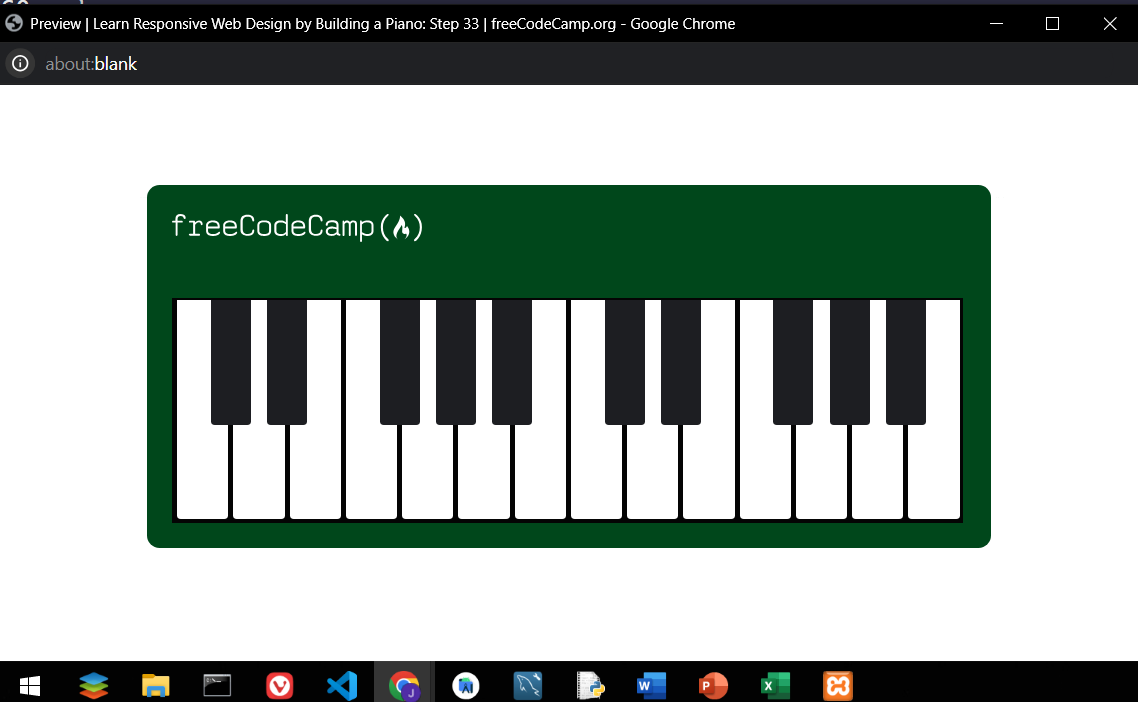 Preview | Learn Responsive Web Design by Building a Piano: Step 33 | freeCodeCamp.org - Google Chrome
about:blank
freeCodeCamp(🔥)
J W P X